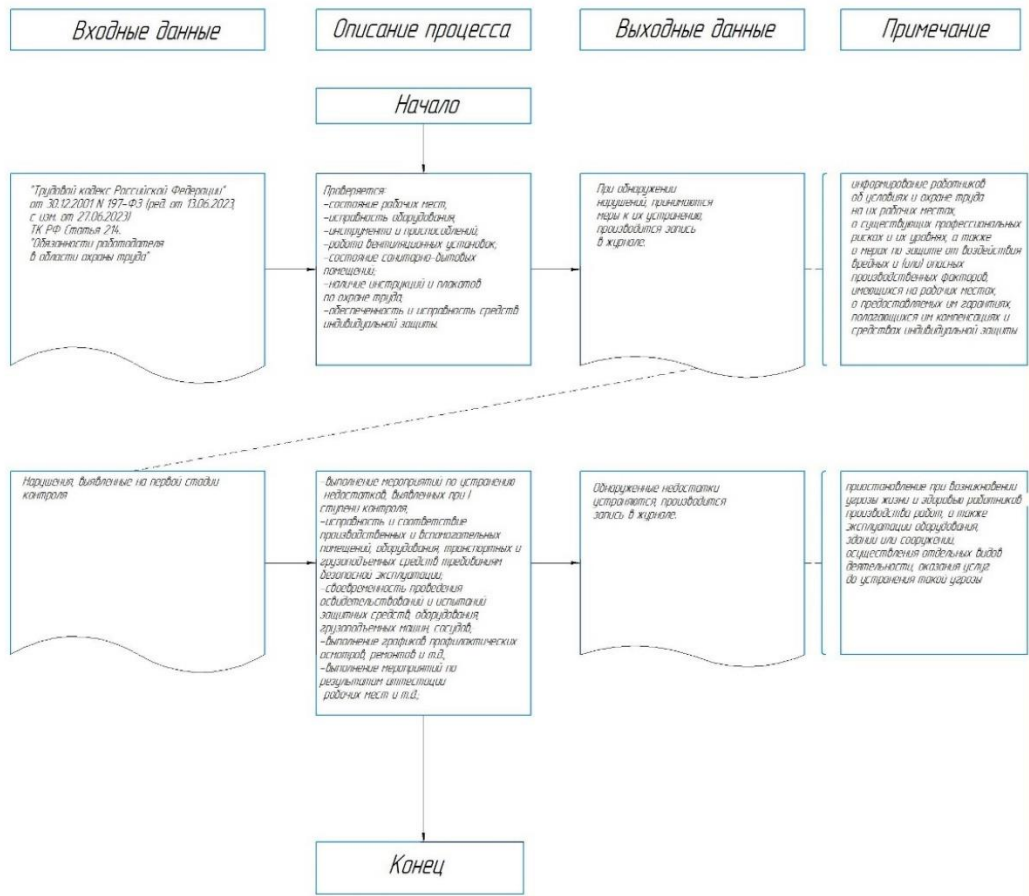 Входные данные
Описание процесса
Выходные данные
Примечание
Начало
"Трудовой кодекс Российской Федерации"
от 30.12.2001 N 197-ФЗ (ред. от 13.06.2023,
с изм. от 27.06.2023)
ТК РФ Статья 214.
"Обязанности работодателя
в области охраны труда"
Проверяется:
-состояние рабочих мест,
-исправность оборудования,
-инструмента и приспособлений,
-работа вентиляционных установок;
-состояние санитарно-бытовых
помещений;
-наличие инструкций и плакатов
по охране труда;
-обеспеченность и исправность средств
индивидуальной защиты.
При обнаружении
нарушений, принимаются
меры к их устранению,
производится запись
в журнале.
информирование работников
об условиях и охране труда
на их рабочих местах,
о существующих профессиональных
рисках и их уровнях, а также
о мерах по защите от воздействия
вредных и (или) опасных
производственных факторов,
имеющихся на рабочих местах,
о предоставляемых им гарантиях,
полагающихся им компенсациях и
средствах индивидуальной защиты
Нарушения, выявленные на первой стадии
контроля
-выполнение мероприятий по устранению
недостатков, выявленных при I
ступени контроля;
-исправность и соответствие
производственных и вспомогательных
помещений, оборудования, транспортных и
грузоподъемных средств требованиям
безопасной эксплуатации;
-своевременность проведения
освидетельствований и испытаний
защитных средств, оборудования,
грузоподъемных машин, сосудов;
-выполнение графиков профилактических
осмотров, ремонтов и т.д.;
-выполнение мероприятий по
результатам аттестации
рабочих мест и т.д.;
Обнаруженные недостатки
устраняются, производится
запись в журнале.
приостановление при возникновении
угрозы жизни и здоровью работников
производства работ, а также
эксплуатации оборудования,
зданий или сооружений,
осуществления отдельных видов
деятельности, оказания услуг
до устранения такой угрозы
Конец